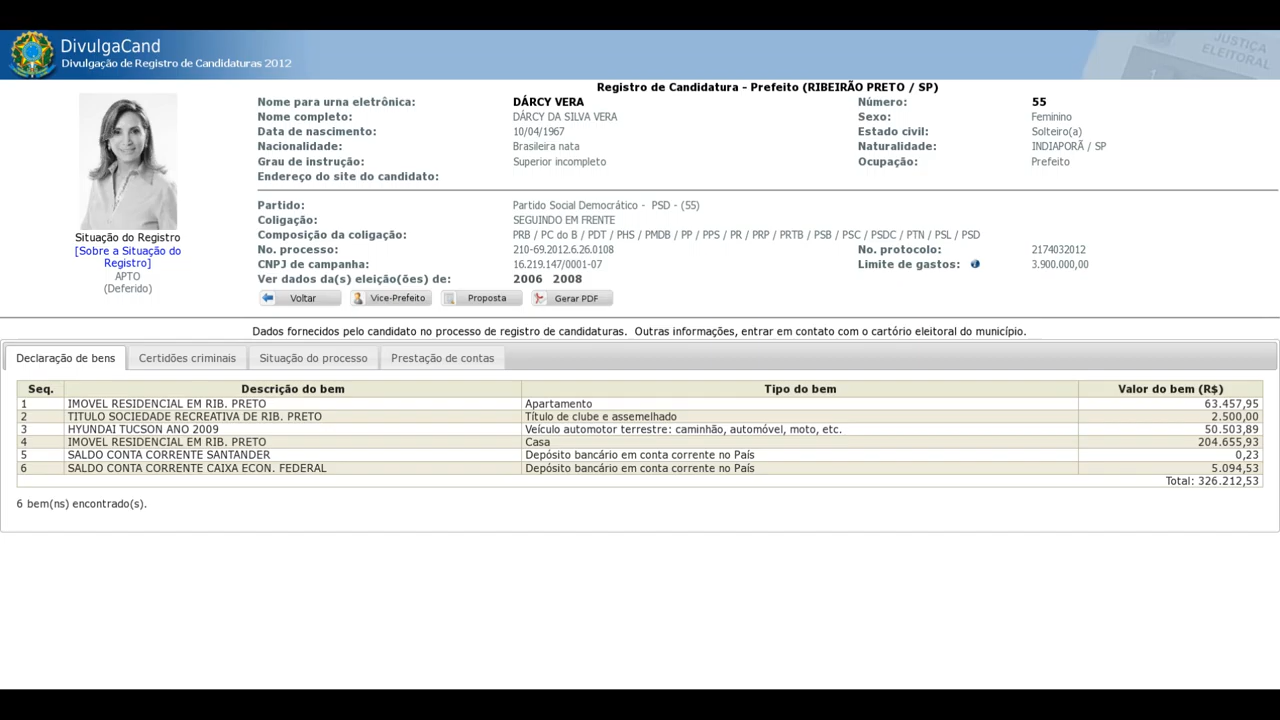 DivulgaCand
Divulgação de Registro de Candidaturas 2012
JUSTIÇA
ELEITORAL
Registro de Candidatura - Prefeito (RIBEIRÃO PRETO / SP)
Nome para urna eletrônica: DÁRCY VERA Número: 55
Nome completo: DÁRCY DA SILVA VERA Sexo: Feminino
Data de nascimento: 10/04/1967 Estado civil: Solteiro(a)
Nacionalidade: Brasileira nata Naturalidade: INDIAPORÃ / SP
Grau de instrução: Superior incompleto Ocupação: Prefeito
Endereço do site do candidato:
Partido: Partido Social Democrático - PSD - (55)
Coligação: SEGUINDO EM FRENTE
Composição da coligação: PRB / PC do B / PDT / PHS / PMDB / PP / PPS / PR / PRP / PRTB / PSB / PSC / PSDC / PTN / PSL / PSD
No. processo: 210-69.2012.6.26.0108 No. protocolo: 2174032012
CNPJ de campanha: 16.219.147/0001-07 Limite de gastos: 3.900.000,00
Ver dados da(s) eleição(ões) de: 2006 2008
Voltar Vice-Prefeito Proposta Gerar PDF
Situação do Registro
[Sobre a Situação do
Registro]
APTO
(Deferido)
Dados fornecidos pelo candidato no processo de registro de candidaturas. Outras informações, entrar em contato com o cartório eleitoral do município.
Declaração de bens Certidões criminais Situação do processo Prestação de contas
Seq. Descrição do bem Tipo do bem Valor do bem (R$)
1 IMOVEL RESIDENCIAL EM RIB. PRETO Apartamento 63.457,95
2 TITULO SOCIEDADE RECREATIVA DE RIB. PRETO Título de clube e assemelhado 2.500,00
3 HYUNDAI TUCSON ANO 2009 Veículo automotor terrestre: caminhão, automóvel, moto, etc. 50.503,89
4 IMOVEL RESIDENCIAL EM RIB. PRETO Casa 204.655,93
5 SALDO CONTA CORRENTE SANTANDER Depósito bancário em conta corrente no País 0,23
6 SALDO CONTA CORRENTE CAIXA ECON. FEDERAL Depósito bancário em conta corrente no País 5.094,53
Total: 326.212,53
6 bem(ns) encontrado(s).